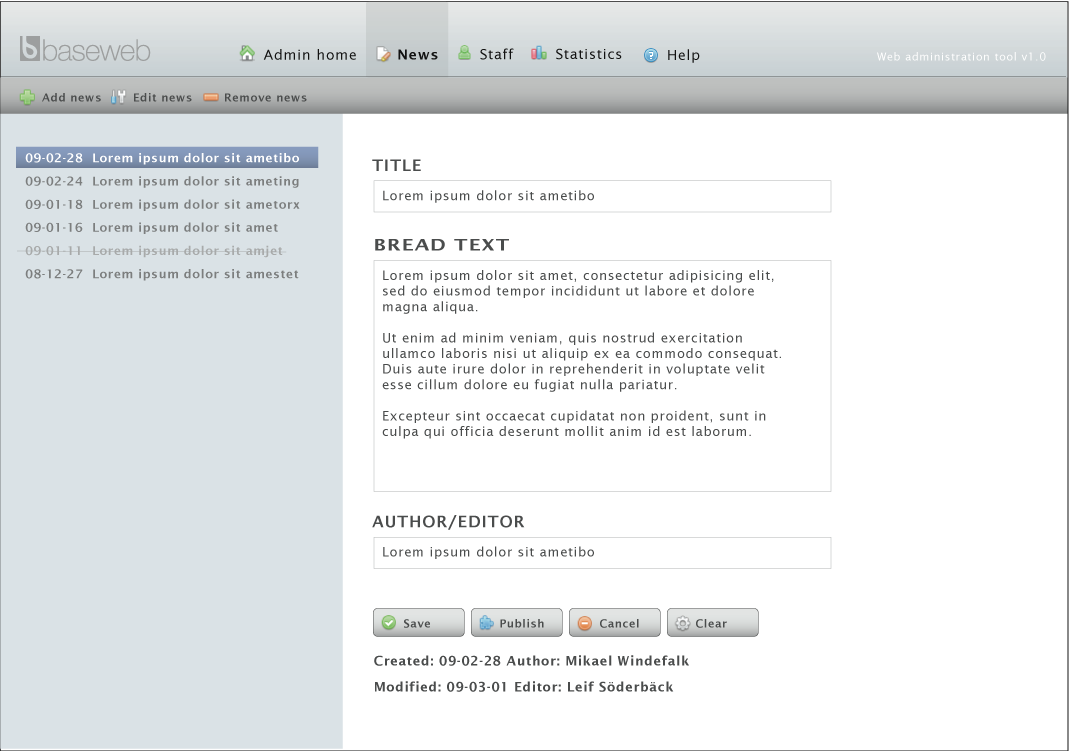 baseweb
Admin home
News
Staff
Statistics
Help
Web administration tool v1.0
Add news
Edit news
Remove news
09-02-28 Lorem ipsum dolor sit ametibo
09-02-24 Lorem ipsum dolor sit ameting
09-01-18 Lorem ipsum dolor sit ametorx
09-01-16 Lorem ipsum dolor sit amet
09-01-11 Lorem ipsum dolor sit amjet
08-12-27 Lorem ipsum dolor sit amestet
TITLE
Lorem ipsum dolor sit ametibo
BREAD TEXT
Lorem ipsum dolor sit amet, consectetur adipisicing elit,
sed do eiusmod tempor incididunt ut labore et dolore
magna aliqua.
Ut enim ad minim veniam, quis nostrud exercitation
ullamco laboris nisi ut aliquip ex ea commodo consequat.
Duis aute irure dolor in reprehenderit in voluptate velit
esse cillum dolore eu fugiat nulla pariatur.
Excepteur sint occaecat cupidatat non proident, sunt in
culpa qui officia deserunt mollit anim id est laborum.
AUTHOR/EDITOR
Lorem ipsum dolor sit ametibo
Save
Publish
Cancel
Clear
Created: 09-02-28 Author: Mikael Windefalk
Modified: 09-03-01 Editor: Leif Söderbäck